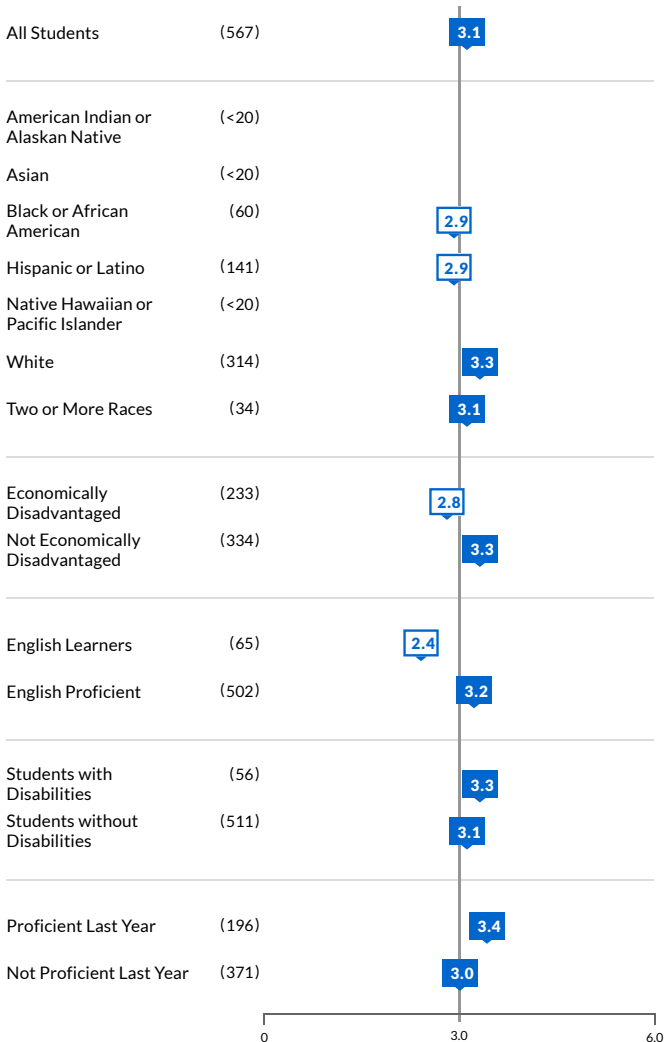 All Students (567) 3.1
American Indian or (<20)
Alaskan Native
Asian (<20)
Black or African (60) 2.9
American
Hispanic or Latino (141) 2.9
Native Hawaiian or (<20)
Pacific Islander
White (314) 3.3
Two or More Races (34) 3.1
Economically (233) 2.8
Disadvantaged
Not Economically (334) 3.3
Disadvantaged
English Learners (65) 2.4
English Proficient (502) 3.2
Students with (56) 3.3
Disabilities
Students without (511) 3.1
Disabilities
Proficient Last Year (196) 3.4
Not Proficient Last Year (371) 3.0
0 3.0 6.0